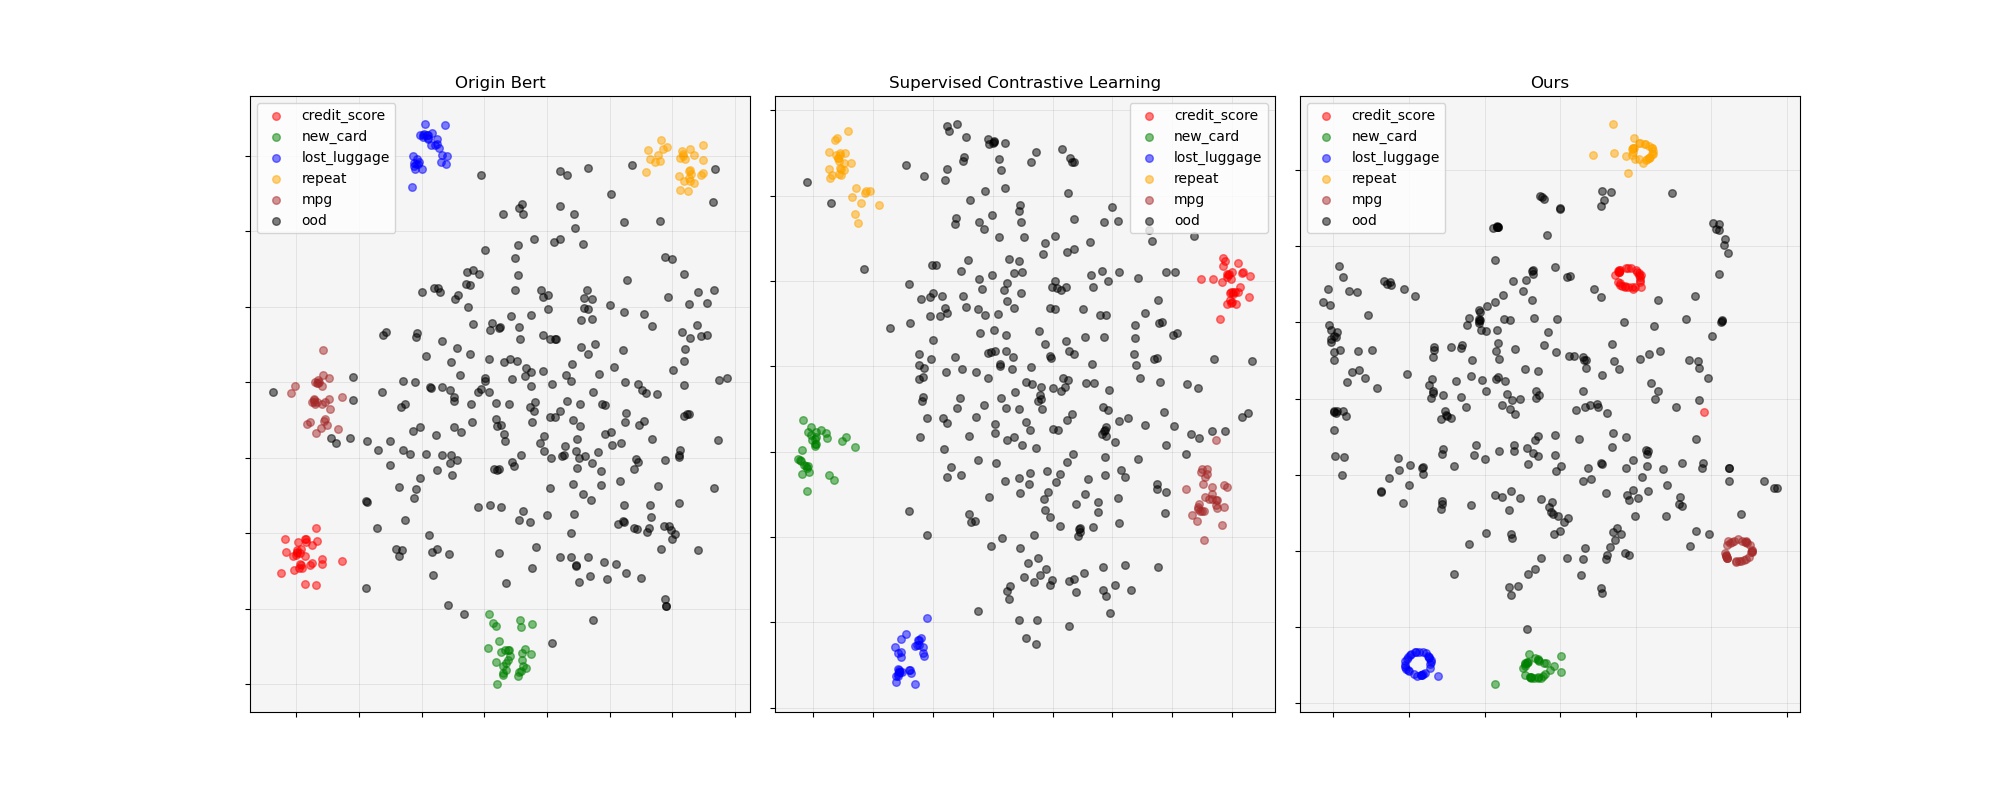 Origin Bert
credit_score
new_card
lost_luggage
repeat
mpg
ood
Supervised Contrastive Learning
credit_score
new_card
lost_luggage
repeat
mpg
ood
Ours
credit_score
new_card
lost_luggage
repeat
mpg
ood